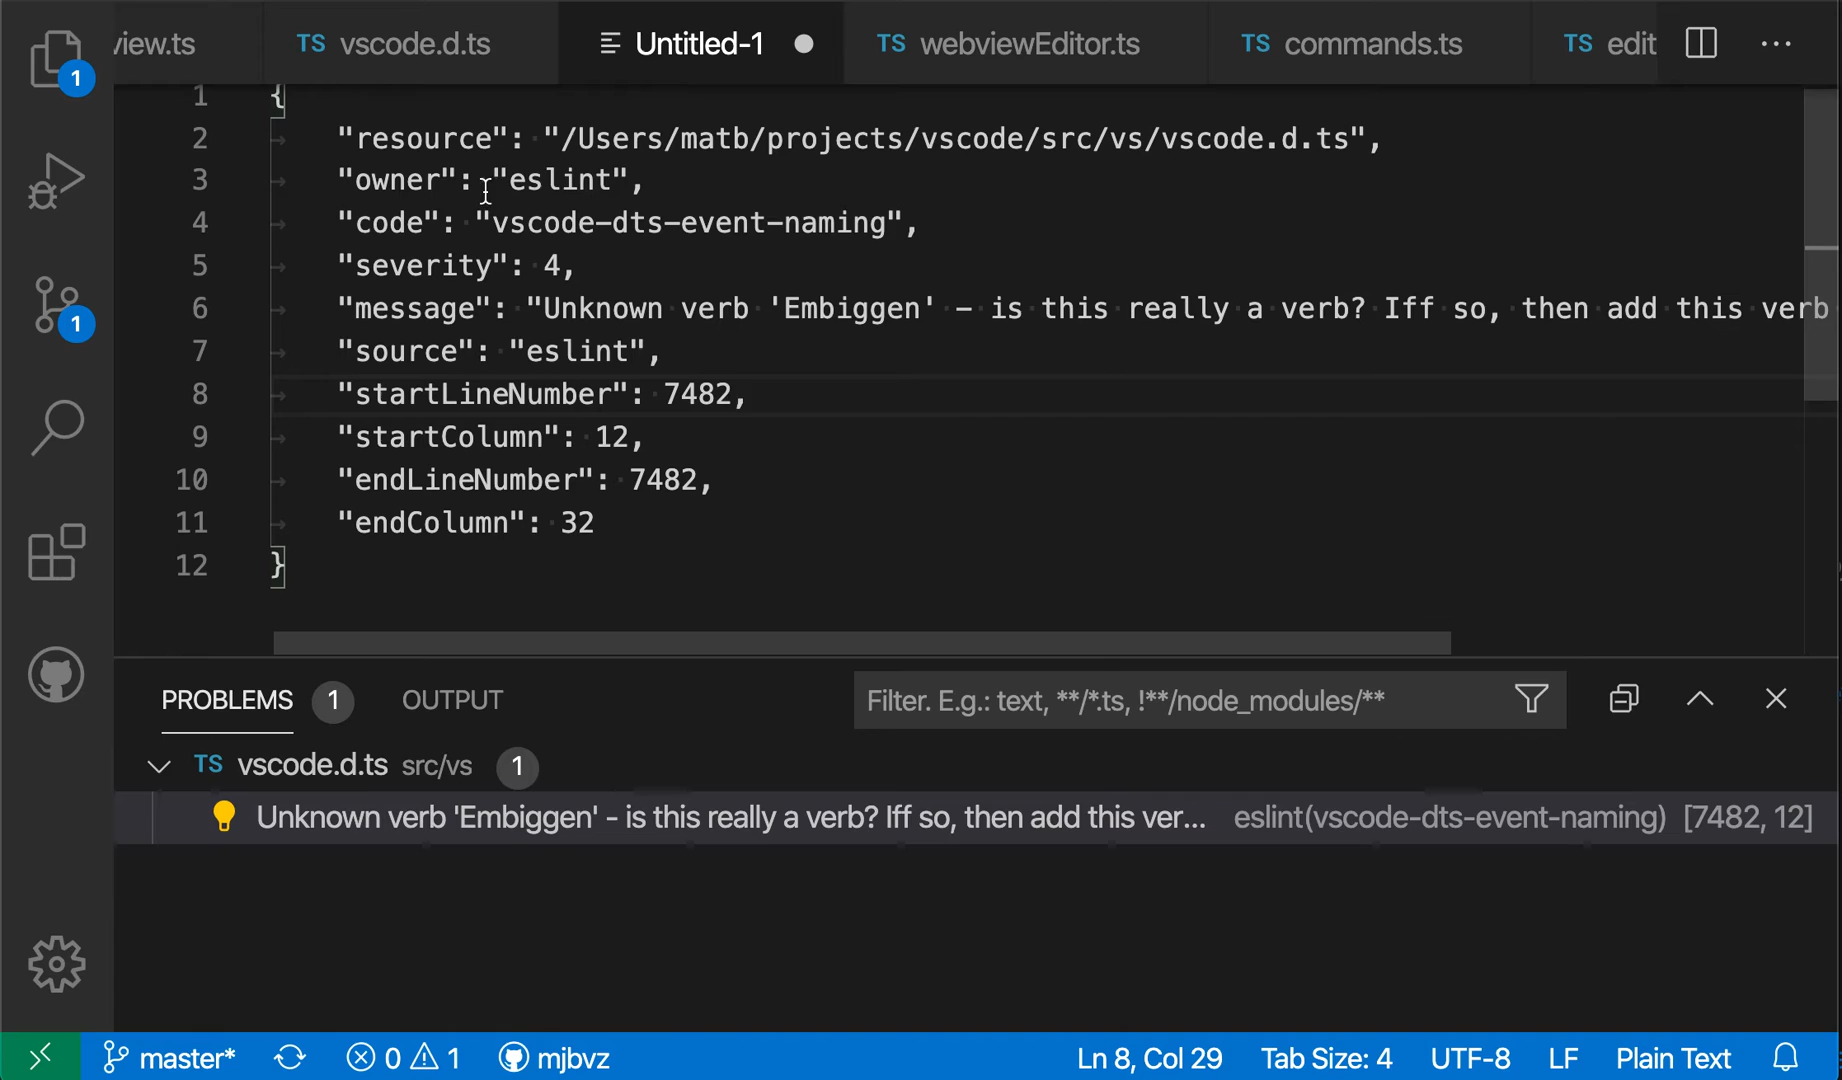 view.ts TS vscode.d.ts Untitled-1 TS webviewEditor.ts TS commands.ts TS edit
1 {
2 "resource": "/Users/matb/projects/vscode/src/vs/vscode.d.ts",
3 "owner": "eslint",
4 "code": "vscode-dts-event-naming",
5 "severity": 4,
6 "message": "Unknown verb 'Embiggen' - is this really a verb? Iff so, then add this verb
7 "source": "eslint",
8 "startLineNumber": 7482,
9 "startColumn": 12,
10 "endLineNumber": 7482,
11 "endColumn": 32
12 }
1
1
PROBLEMS 1 OUTPUT Filter. E.g.: text, **/*.ts, !**/node_modules/**
TS vscode.d.ts src/vs 1
Unknown verb 'Embiggen' - is this really a verb? Iff so, then add this ver... eslint(vscode-dts-event-naming) [7482, 12]
master* 0 1 mjbvz Ln 8, Col 29 Tab Size: 4 UTF-8 LF Plain Text